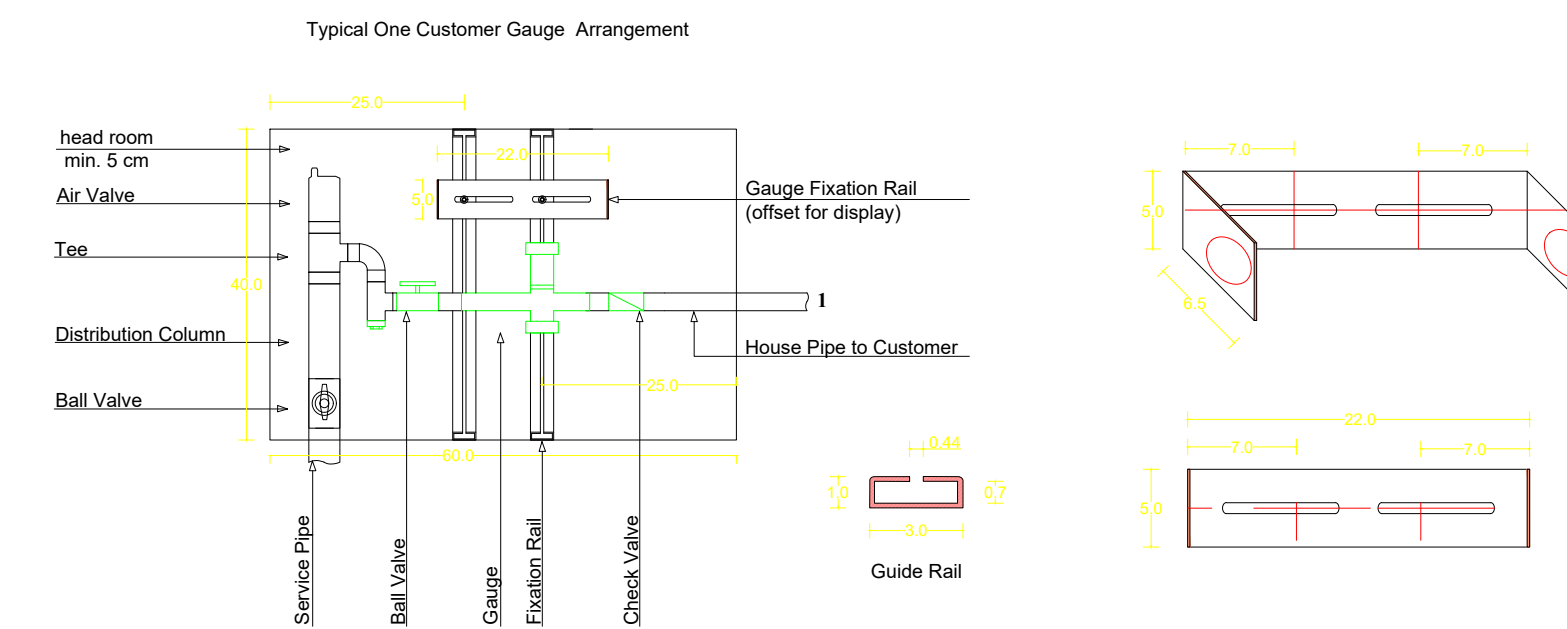 Typical One Customer Gauge  Arrangement
25.0
head room
min. 5 cm
Air Valve
Tee
Distribution Column
Ball Valve
40.0
22.0
5.0
Gauge Fixation Rail
(offset for display)
1
House Pipe to Customer
25.0
60.0
Service Pipe
Ball Valve
Gauge
Fixation Rail
Check Valve
0.44
1.0
0.7
3.0
Guide Rail
7.0
7.0
5.0
6.5
22.0
7.0
7.0
5.0